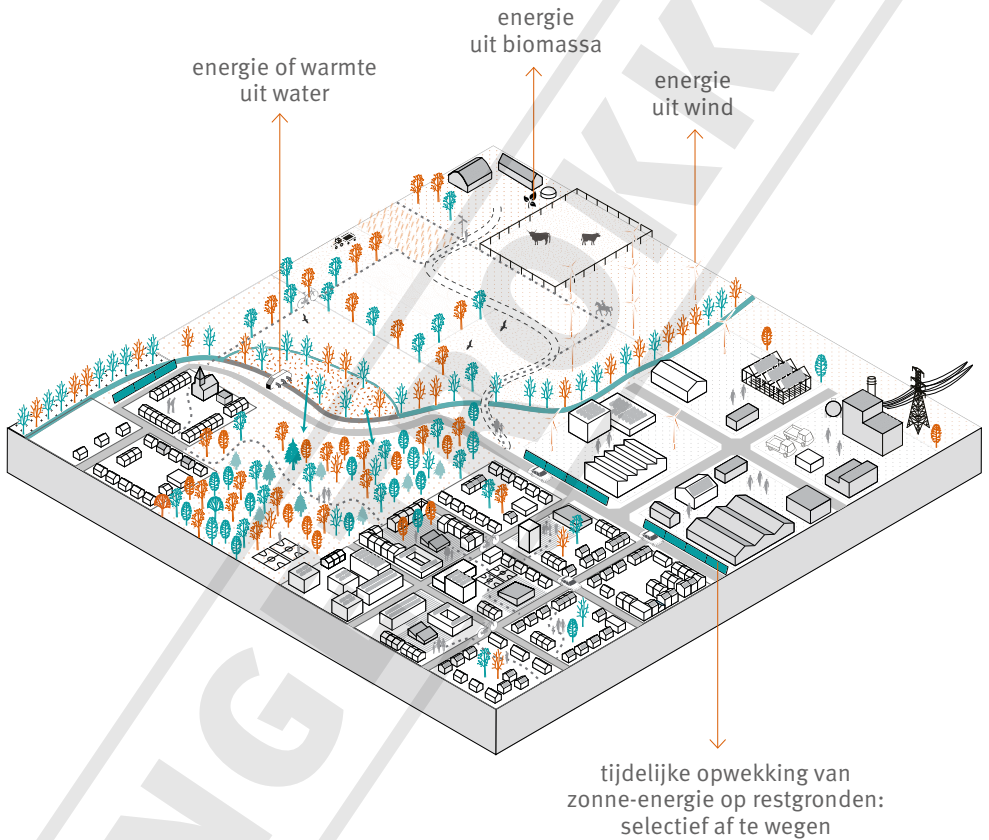 energie
uit biomassa
energie of warmte
uit water
energie
uit wind
tijdelijke opwekking van
zonne-energie op restgronden:
selectief af te wegen